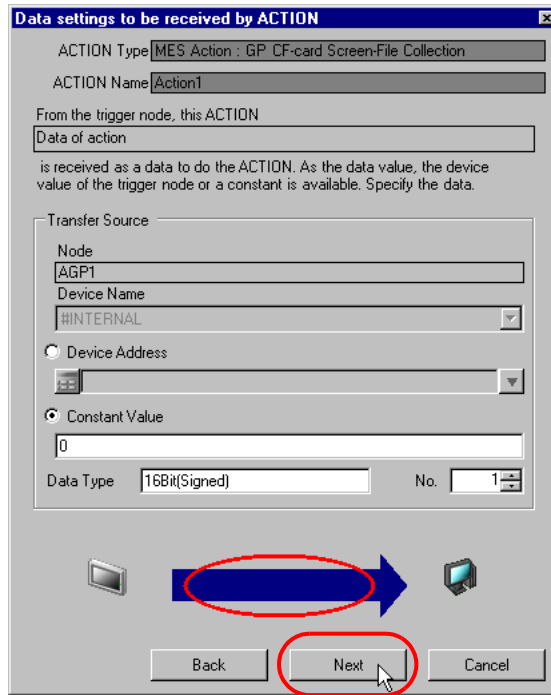 Data settings to be received by ACTION
ACTION Type MES Action : GP CF-card Screen-File Collection
ACTION Name Action1
From the trigger node, this ACTION
Data of action
is received as a data to do the ACTION. As the data value, the device
value of the trigger node or a constant is available. Specify the data.
Transfer Source
Node
AGP1
Device Name
#INTERNAL
Device Address
Constant Value
0
Data Type 16Bit(Signed) No. 1
Back Next Cancel